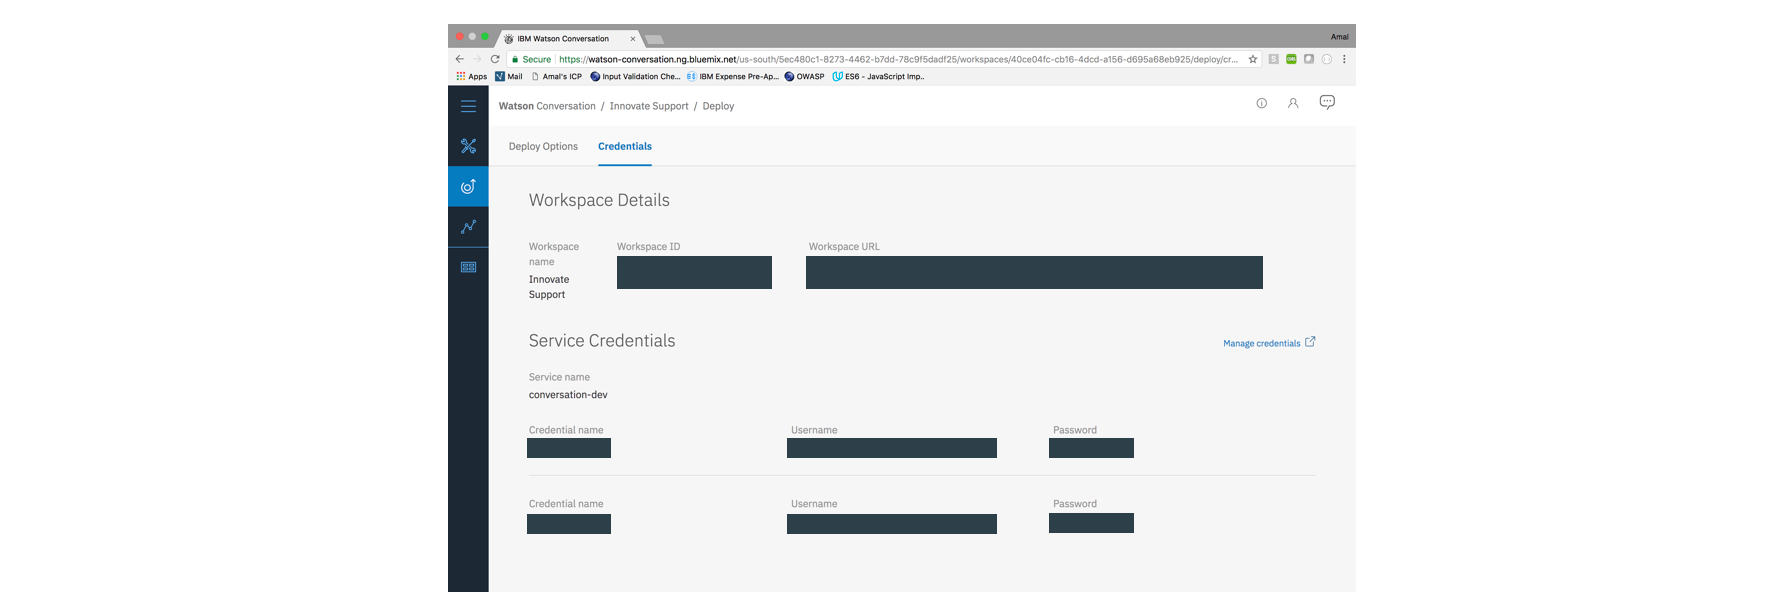 IBM Watson Conversation
Amal
Secure https://watson-conversation.ng.bluemix.net/us-south/5ec480c1-8273-4462-b7dd-78c9f5dadf25/workspaces/40ce04fc-cb16-4dcd-a156-d695a68eb925/deploy/cr...
Apps Mail Amal's ICP Input Validation Che... IBM Expense Pre-Ap... OWASP ES6 - JavaScript Imp..
Watson Conversation / Innovate Support / Deploy
Deploy Options Credentials
Workspace Details
Workspace name
Innovate Support
Workspace ID
Workspace URL
Service Credentials
Manage credentials
Service name
conversation-dev
Credential name Username Password
Credential name Username Password